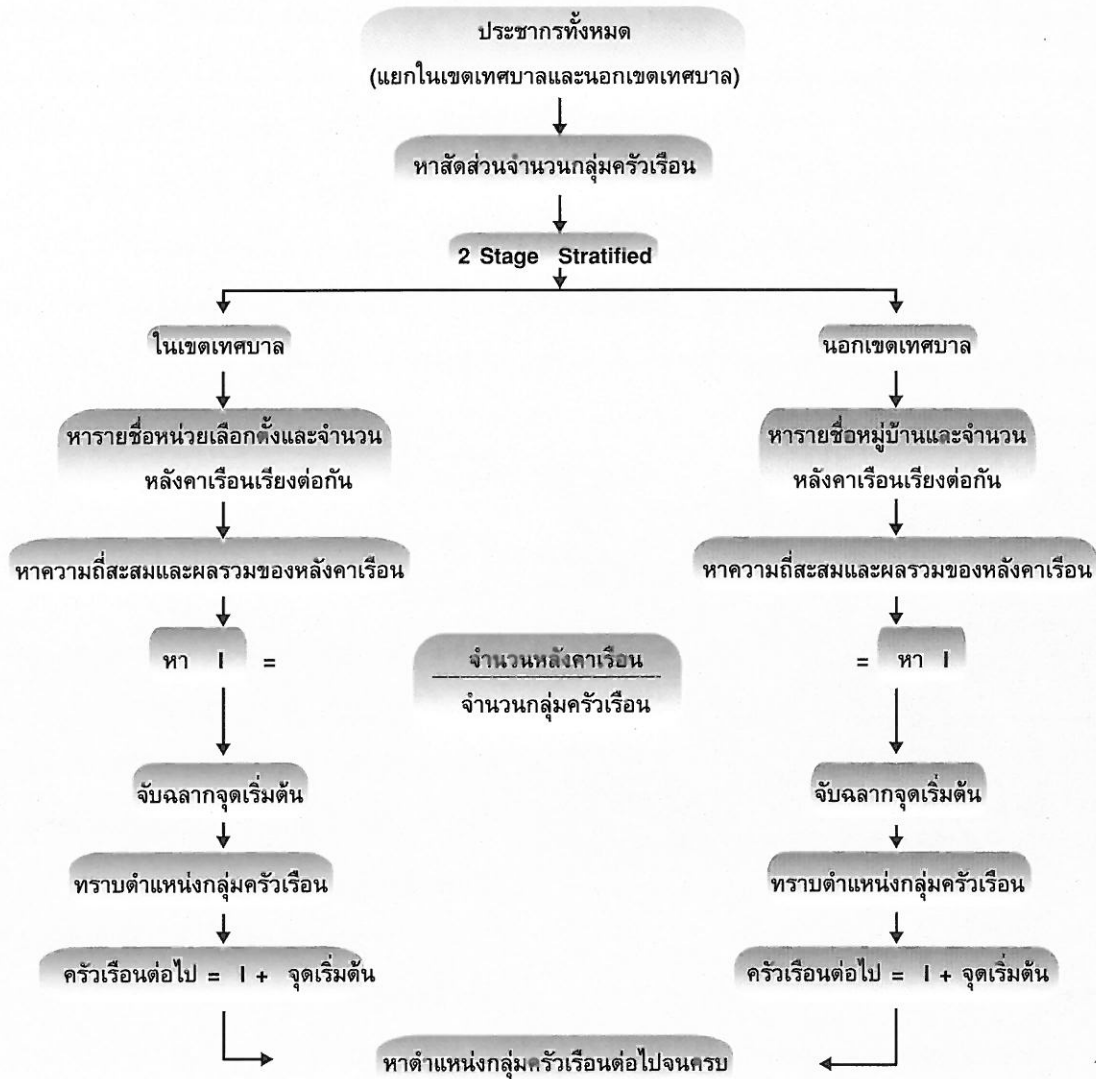 ประชากรทั้งหมด
(แยกในเขตเทศบาลและนอกเขตเทศบาล)
หาสัดส่วนจำนวนกลุ่มครัวเรือน
2 Stage Stratified
ในเขตเทศบาล
นอกเขตเทศบาล
หารายชื่อหน่วยเลือกตั้งและจำนวน
หลังคาเรือนเรียงต่อกัน
หารายชื่อหมู่บ้านและจำนวน
หลังคาเรือนเรียงต่อกัน
หาความถี่สะสมและผลรวมของหลังคาเรือน
หาความถี่สะสมและผลรวมของหลังคาเรือน
หา I =
จำนวนหลังคาเรือน
จำนวนกลุ่มครัวเรือน
= หา I
จับฉลากจุดเริ่มต้น
จับฉลากจุดเริ่มต้น
ทราบตำแหน่งกลุ่มครัวเรือน
ทราบตำแหน่งกลุ่มครัวเรือน
ครัวเรือนต่อไป = I + จุดเริ่มต้น
ครัวเรือนต่อไป = I + จุดเริ่มต้น
หาตำแหน่งกลุ่มครัวเรือนต่อไปจนครบ